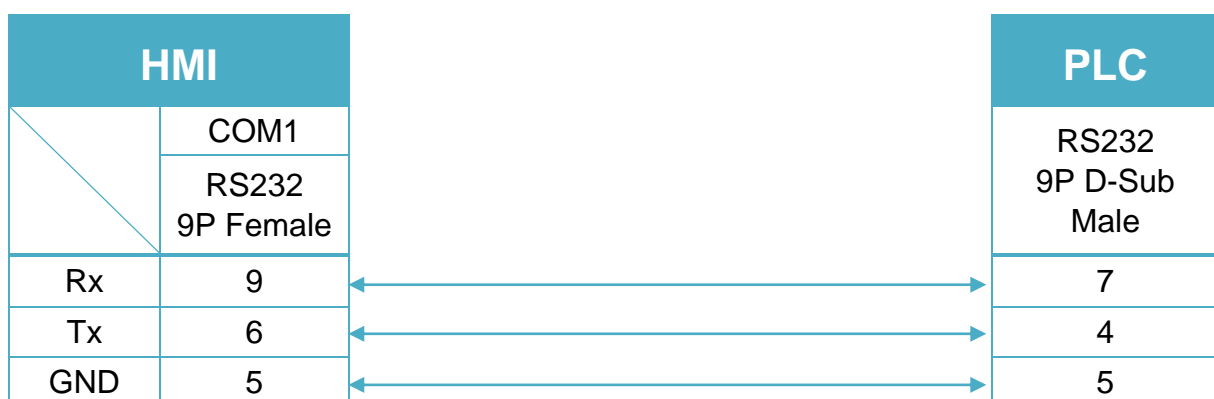 HMI
PLC
COM1
RS232
9P Female
RS232
9P D-Sub
Male
Rx 9 7
Tx 6 4
GND 5 5